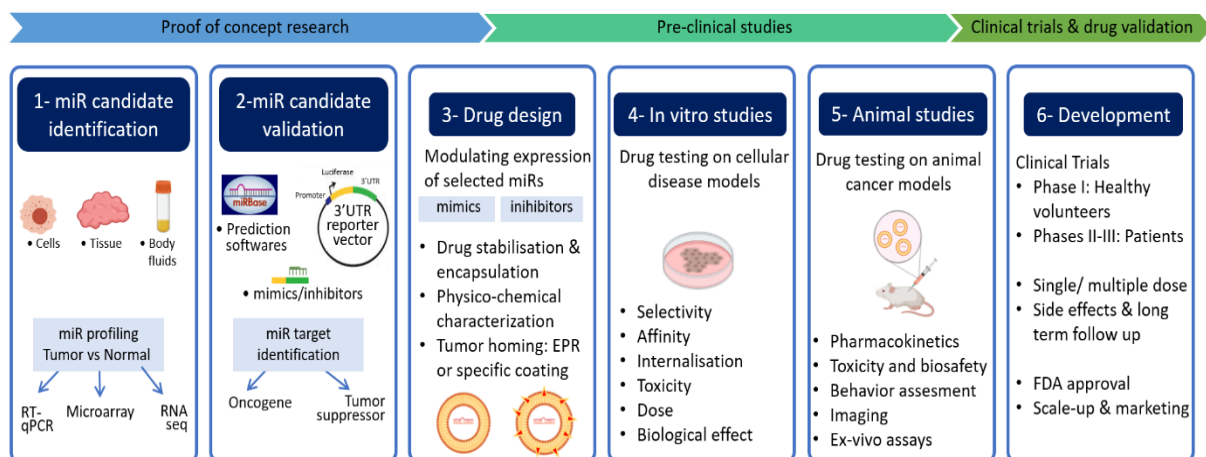 Proof of concept research
Pre-clinical studies
Clinical trials & drug validation
1- miR candidate
identification
• Cells
• Tissue
• Body
fluids
miR profiling
Tumor vs Normal
RT-
qPCR
Microarray
RNA
seq
2-miR candidate
validation
miRBase
• Prediction
softwares
Luciferase
Promoter
3'UTR
3'UTR
reporter
vector
• mimics/inhibitors
miR target
identification
Oncogene
Tumor
suppressor
3- Drug design
Modulating expression
of selected miRs
mimics
inihibitors
• Drug stabilisation &
encapsulation
• Physico-chemical
characterization
• Tumor homing: EPR
or specific coating
4- In vitro studies
Drug testing on cellular
disease models
• Selectivity
• Affinity
• Internalisation
• Toxicity
• Dose
• Biological effect
5- Animal studies
Drug testing on animal
cancer models
• Pharmacokinetics
• Toxicity and biosafety
• Behavior assesment
• Imaging
• Ex-vivo assays
6- Development
Clinical Trials
• Phase I: Healthy
volunteers
• Phases II-III: Patients
• Single/ multiple dose
• Side effects & long
term follow up
• FDA approval
• Scale-up & marketing